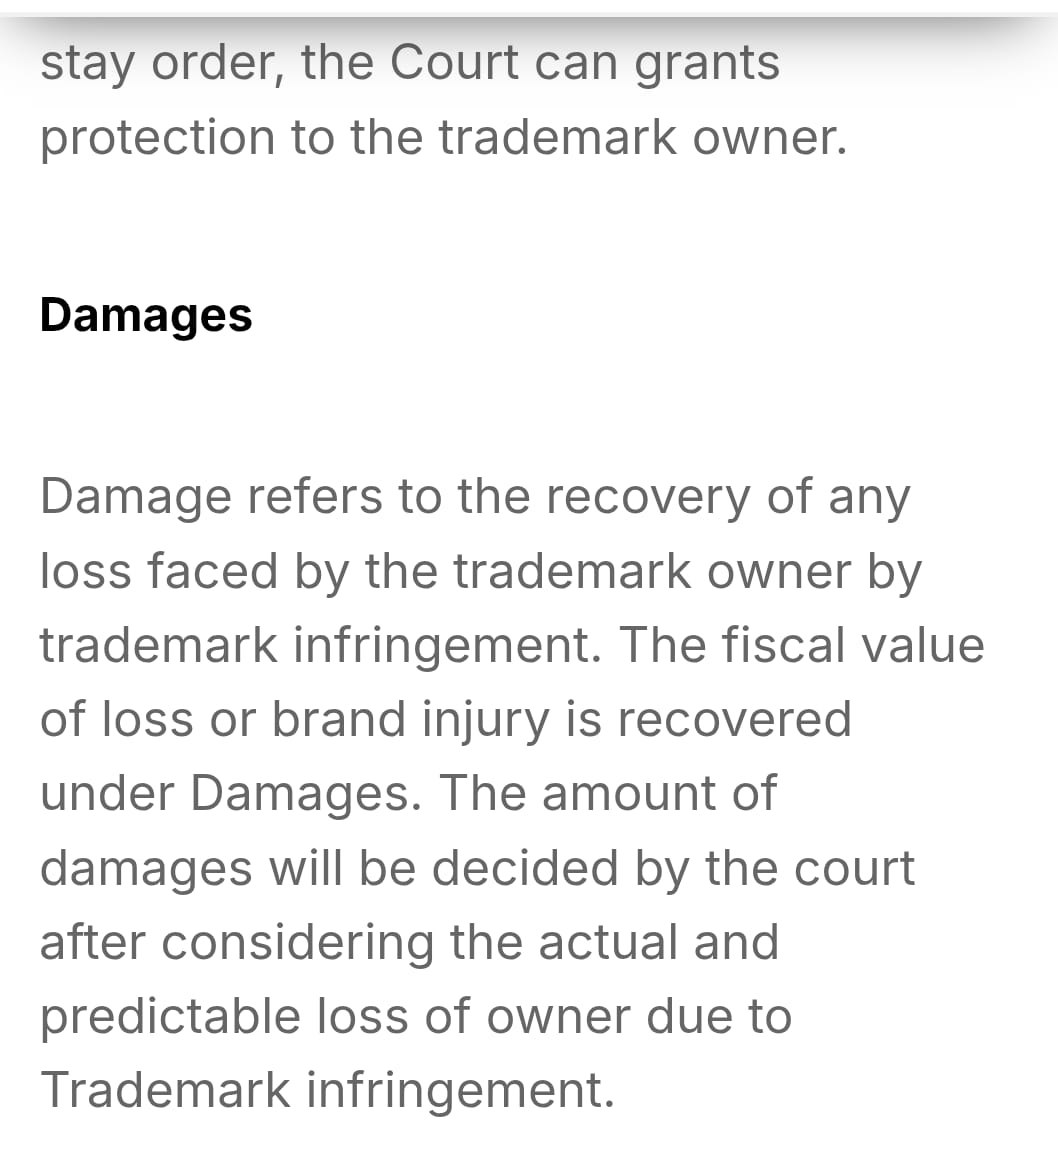 stay order, the Court can grants
protection to the trademark owner.
Damages
Damage refers to the recovery of any
loss faced by the trademark owner by
trademark infringement. The fiscal value
of loss or brand injury is recovered
under Damages. The amount of
damages will be decided by the court
after considering the actual and
predictable loss of owner due to
Trademark infringement.